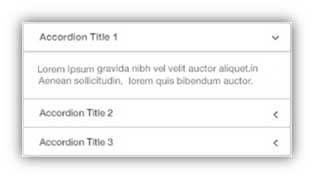 Accordion Title 1
Lorem Ipsum gravida nibh vel velit auctor aliquet.in
Aenean sollicitudin, lorem quis bibendum auctor.
Accordion Title 2
Accordion Title 3